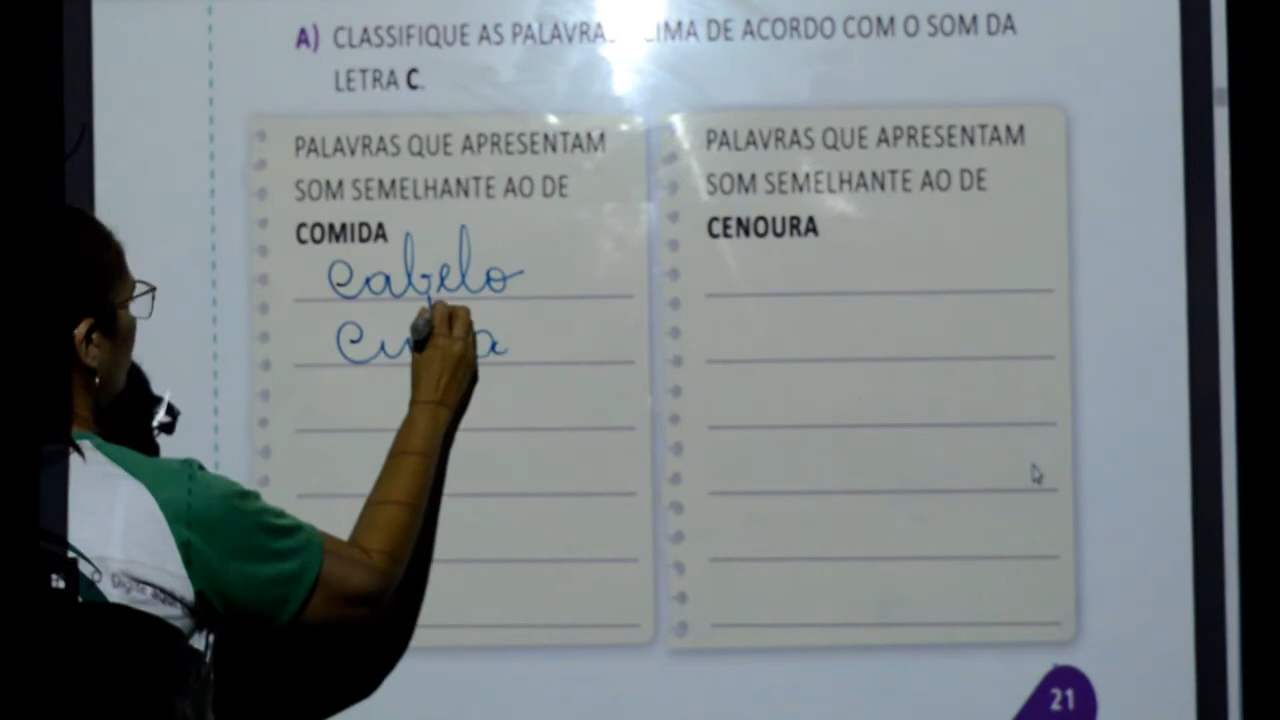 A) CLASSIFIQUE AS PALAVRAS DE ACORDO COM O SOM DA
LETRA C.
PALAVRAS QUE APRESENTAM
SOM SEMELHANTE AO DE
COMIDA
cabelo
PALAVRAS QUE APRESENTAM
SOM SEMELHANTE AO DE
CENOURA
21